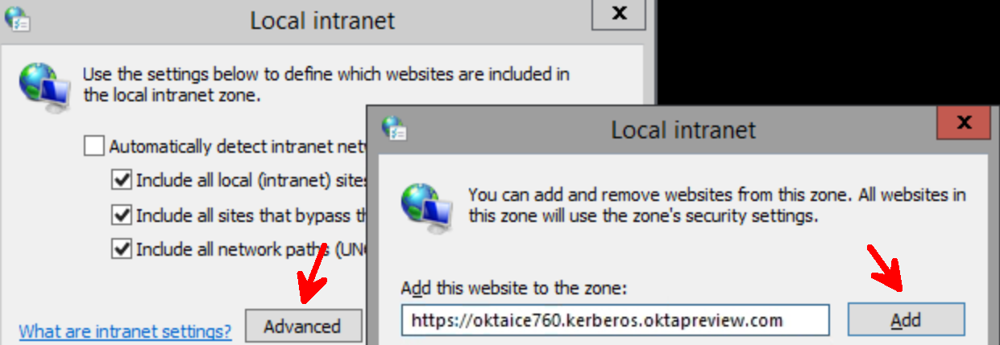 Local intranet
x
Use the settings below to define which websites are included in
the local intranet zone.
Automatically detect intranet
Include all local (intranet) sites
Include all sites that bypass
Include all network paths
What are intranet settings?
Advanced
Local intranet
x
You can add and remove websites from this zone. All websites in
this zone will use the zone's security settings.
Add this website to the zone:
https://oktaice760.kerberos.oktapreview.com
Add